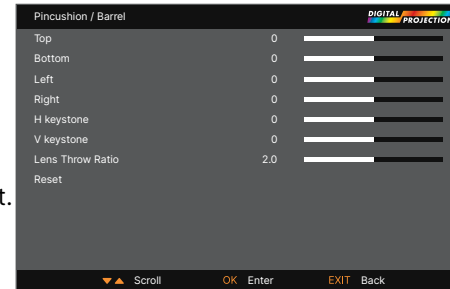 Pincushion / Barrel
DIGITAL PROJECTION
Top 0
Bottom 0
Left 0
Right 0
H keystone 0
V keystone 0
Lens Throw Ratio 2.0
Reset
t.
Scroll OK Enter EXIT Back